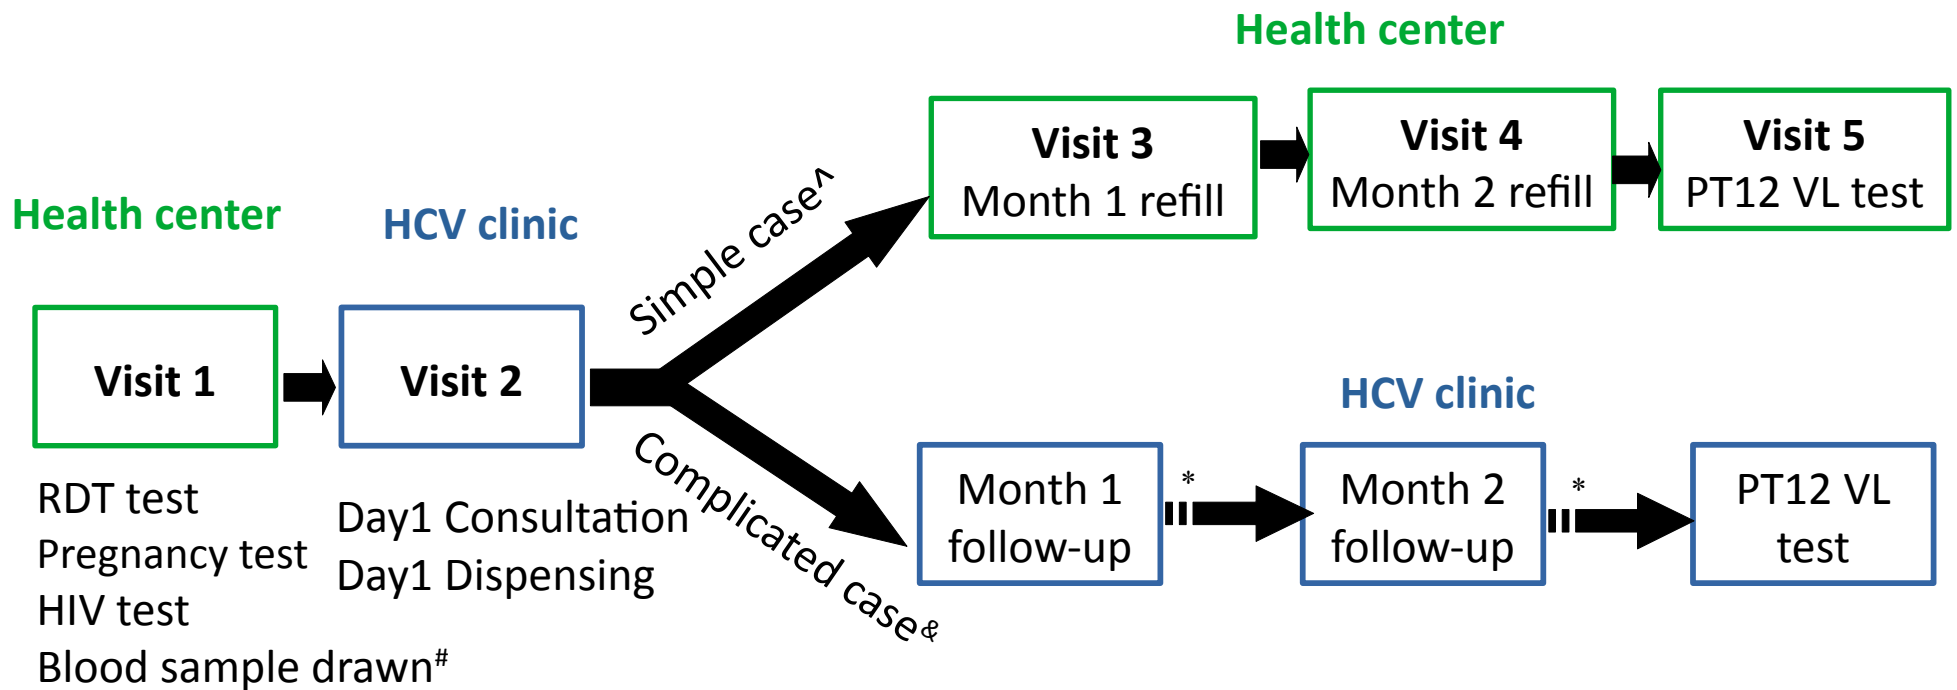 Health center
Visit 1
RDT test
Pregnancy test
HIV test
Blood sample drawn#
HCV clinic
Visit 2
Day1 Consultation
Day1 Dispensing
Simple case^
Health center
Visit 3
Month 1 refill
Visit 4
Month 2 refill
Visit 5
PT12 VL test
Complicated case&
HCV clinic
Month 1
follow-up
*
Month 2
follow-up
*
PT12 VL
test